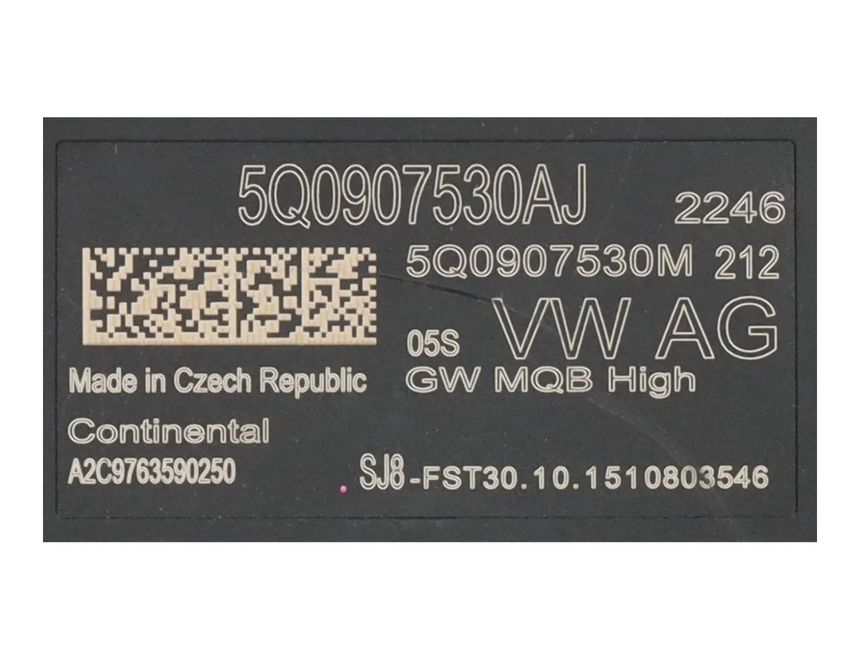 5Q0907530AJ
2246
5Q0907530M 212
05S VW AG
Made in Czech Republic
GW MQB High
Continental
A2C9763590250
SJ8-FST30.10.1510803546